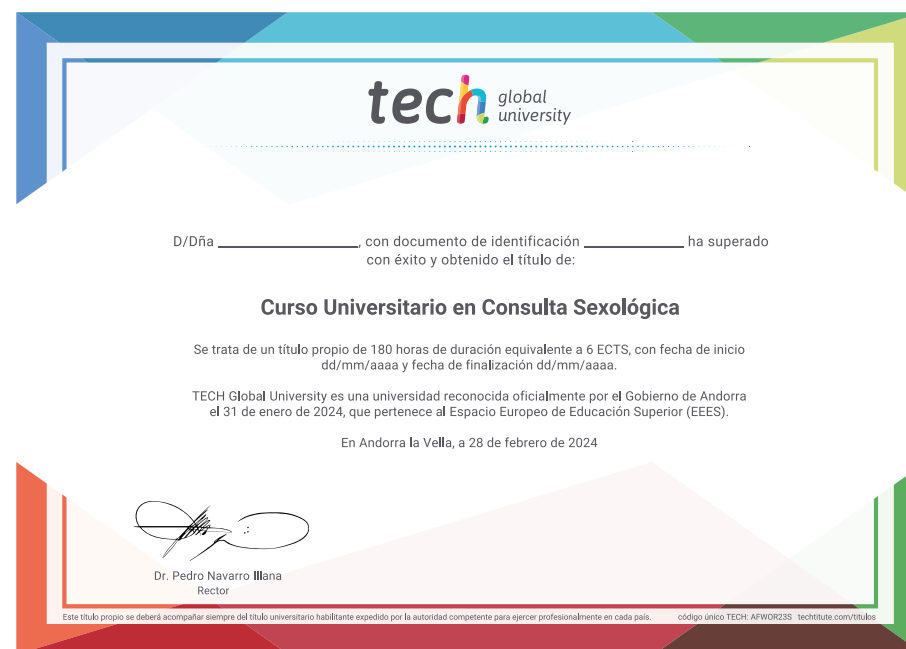 tech global university
D/Dña ______________, con documento de identificación __________ ha superado
con éxito y obtenido el título de:
Curso Universitario en Consulta Sexológica
Se trata de un título propio de 180 horas de duración equivalente a 6 ECTS, con fecha de inicio
dd/mm/aaaa y fecha de finalización dd/mm/aaaa.
TECH Global University es una universidad reconocida oficialmente por el Gobierno de Andorra
el 31 de enero de 2024, que pertenece al Espacio Europeo de Educación Superior (EEES).
En Andorra la Vella, a 28 de febrero de 2024
Dr. Pedro Navarro Illana
Rector
Este título propio se deberá acompañar siempre del título universitario habilitante expedido por la autoridad competente para ejercer profesionalmente en cada país. código único TECH: AFWOR23S techtitute.com/titulos